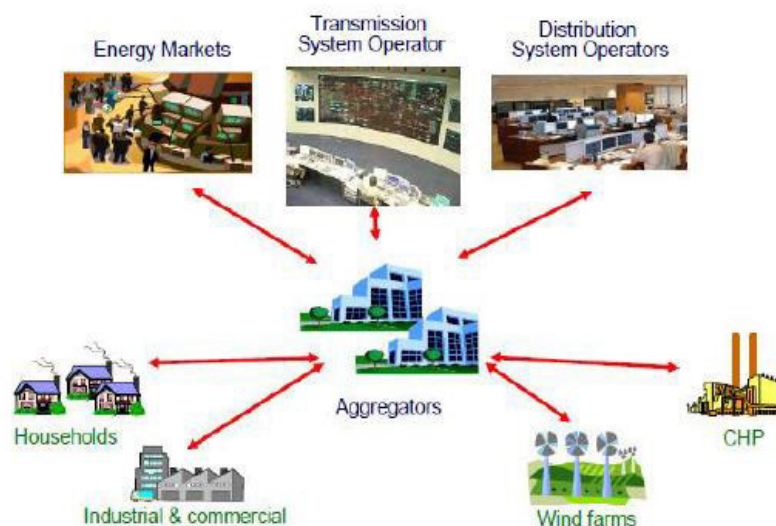 Energy Markets
Transmission
System Operator
Distribution
System Operators
Aggregators
Households
CHP
Industrial & commercial
Wind farms